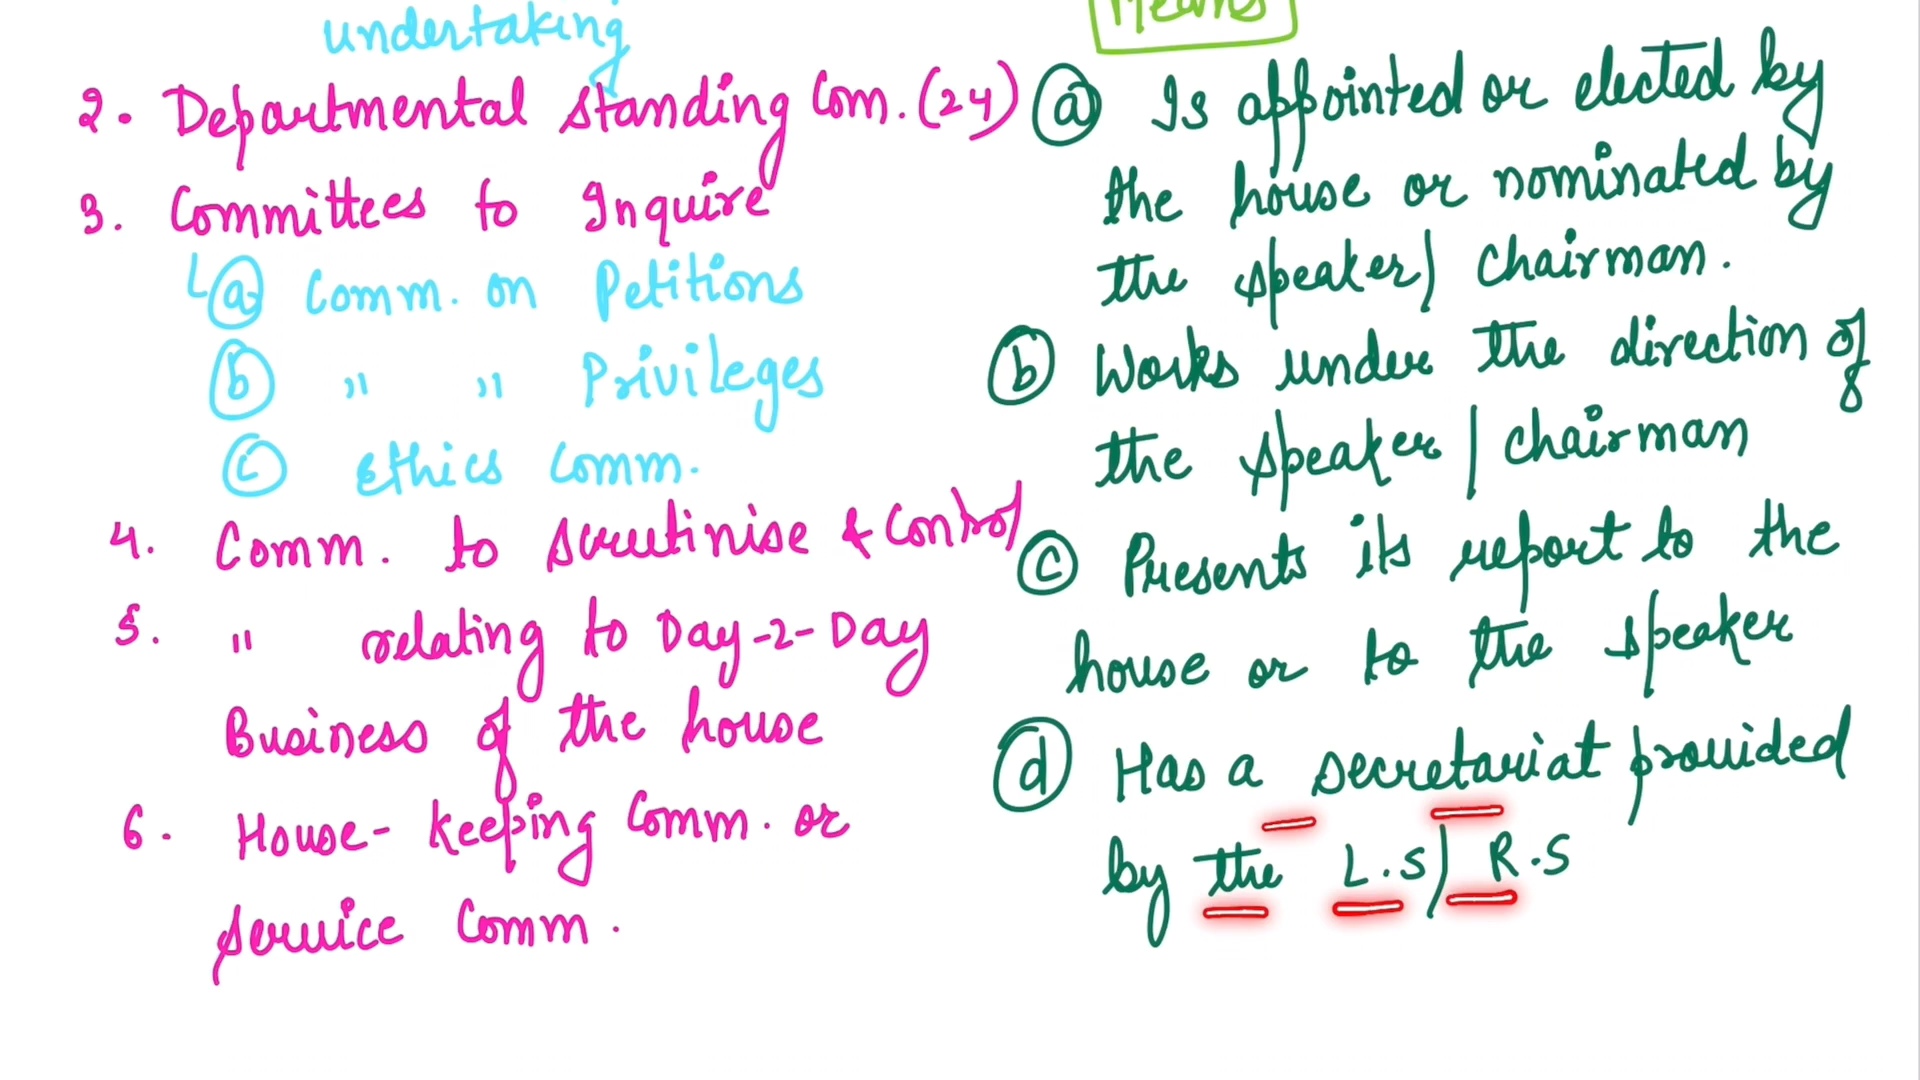 undertaking
2. Departmental Standing Com. (24)
3. Committees to Inquire
(a) Comm. on Petitions
(b) " " Privileges
(c) Ethics Comm.
4. Comm. to Scrutinise & Control
5. " relating to Day-2-Day
Business of the house
6. House-keeping Comm. or
Service Comm.
Means
(a) Is appointed or elected by
the house or nominated by
the speaker/ Chairman.
(b) Works under the direction of
the speaker / Chairman
(c) Presents its report to the
house or to the speaker
(d) Has a secretariat provided
by the L.S/ R.S